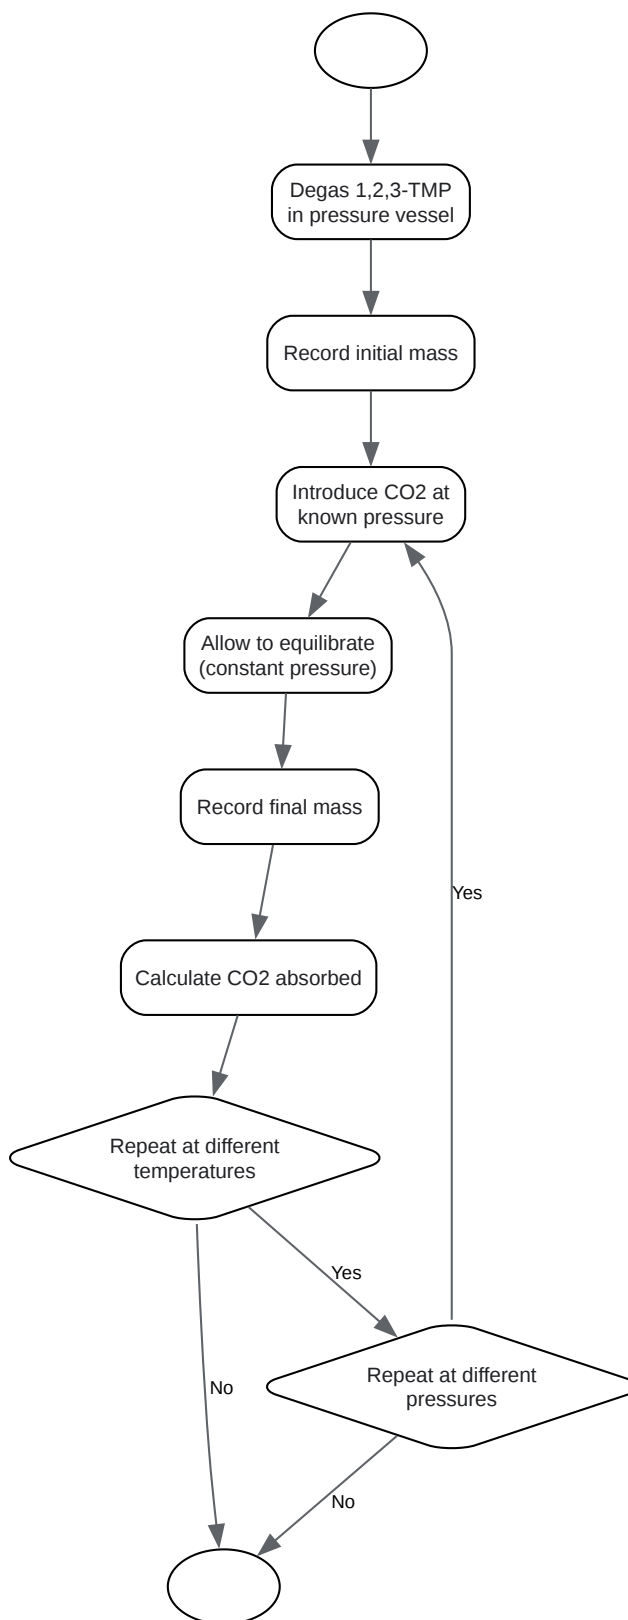 Degas 1,2,3-TMP
in pressure vessel
Record initial mass
Introduce CO2 at
known pressure
Allow to equilibrate
(constant pressure)
Record final mass
Yes
Calculate CO2 absorbed
Repeat at different
temperatures
Yes
Repeat at different
pressures
No
No